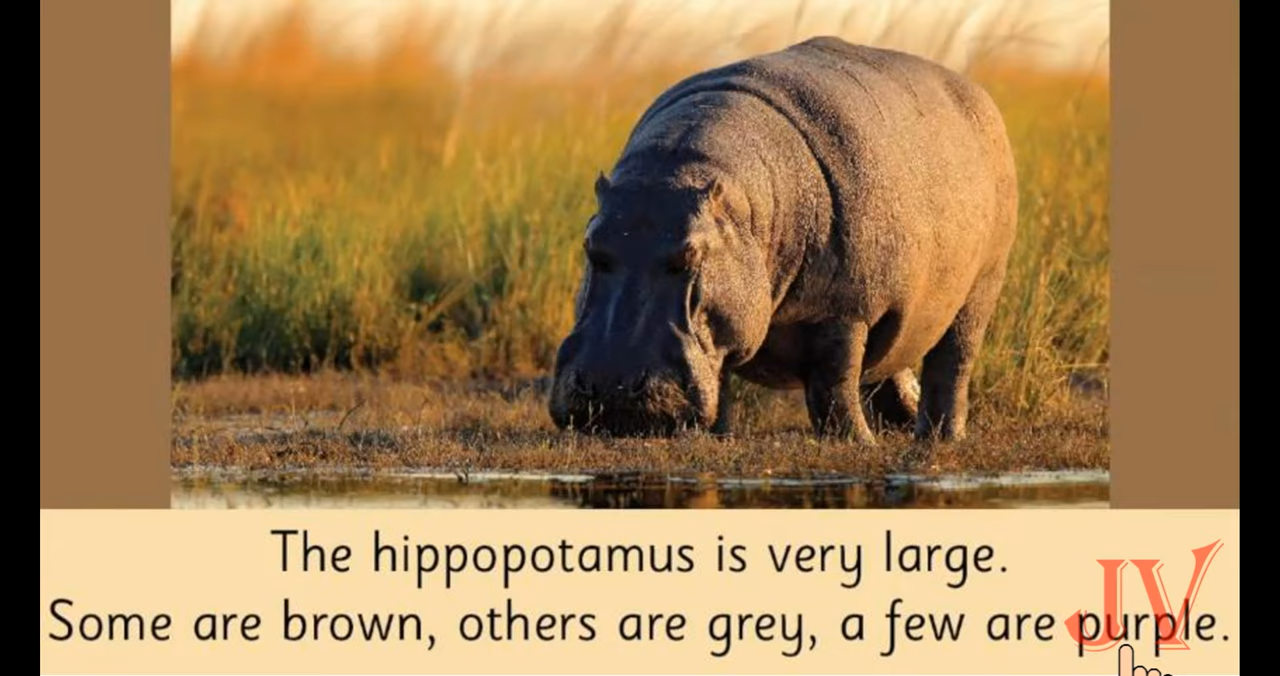 The hippopotamus is very large.
Some are brown, others are grey, a few are purple.
JV